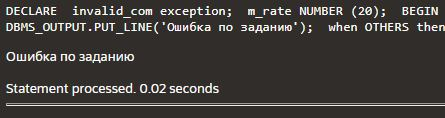 DECLARE  invalid_com exception;  m_rate NUMBER (20);  BEGIN
DBMS_OUTPUT.PUT_LINE('Ошибка по заданию');  when OTHERS then
Ошибка по заданию
Statement processed. 0.02 seconds